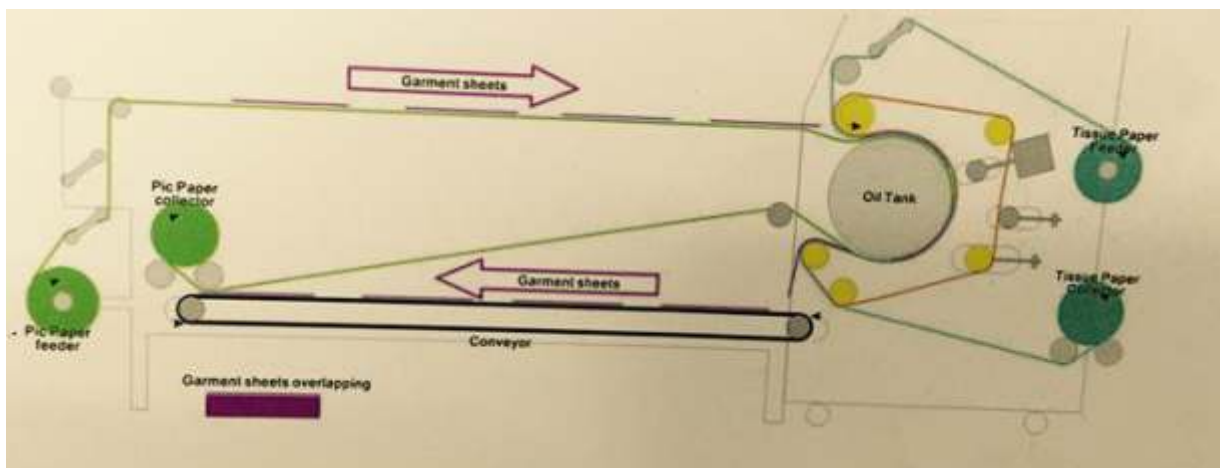 Garment sheets
Tissue Paper
Feeder
Pic Paper
collector
Oil Tank
Garment sheets
Tissue Paper
Pic Paper
feeder
Conveyor
Garment sheets overlapping